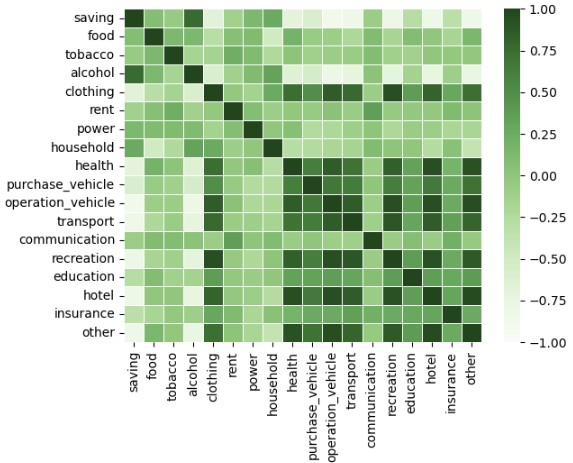 saving
food
tobacco
alcohol
clothing
rent
power
household
health
purchase_vehicle
operation_vehicle
transport
communication
recreation
education
hotel
insurance
other
saving
food
tobacco
alcohol
clothing
rent
power
household
health
purchase_vehicle
operation_vehicle
transport
communication
recreation
education
hotel
insurance
other
1.00
0.75
0.50
0.25
0.00
−0.25
−0.50
−0.75
−1.00